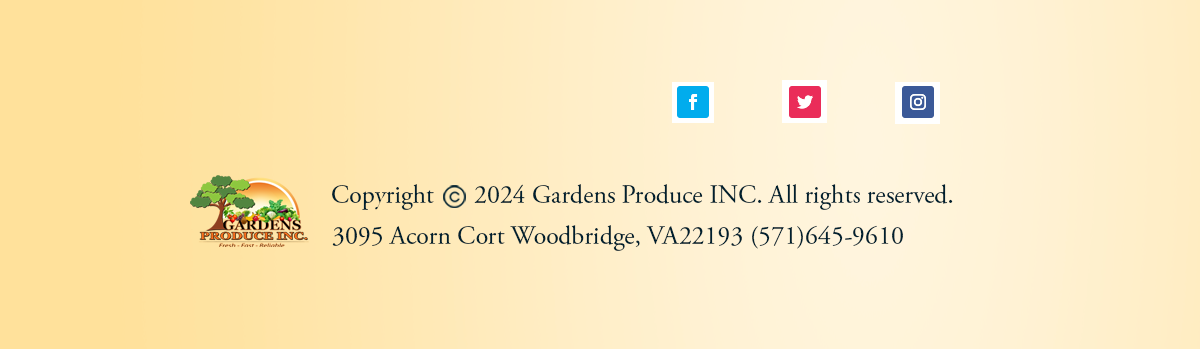 Copyright © 2024 Gardens Produce INC. All rights reserved.
GARDENS
PRODUCE INC.
Fresh - Fast - Reliable
3095 Acorn Cort Woodbridge, VA22193 (571)645-9610